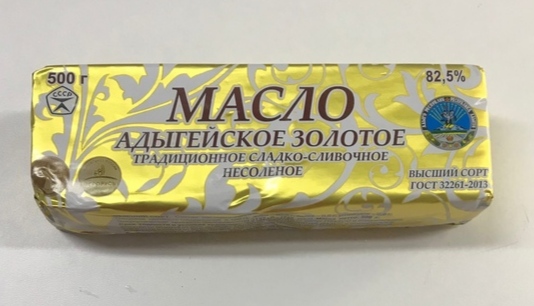 500 г
82,5%
СССР
МАСЛО
АДЫГЕЙСКОЕ ЗОЛОТОЕ
ТРАДИЦИОННОЕ СЛАДКО-СЛИВОЧНОЕ
НЕСОЛЕНОЕ
ВЫСШИЙ СОРТ
ГОСТ 32261-2013